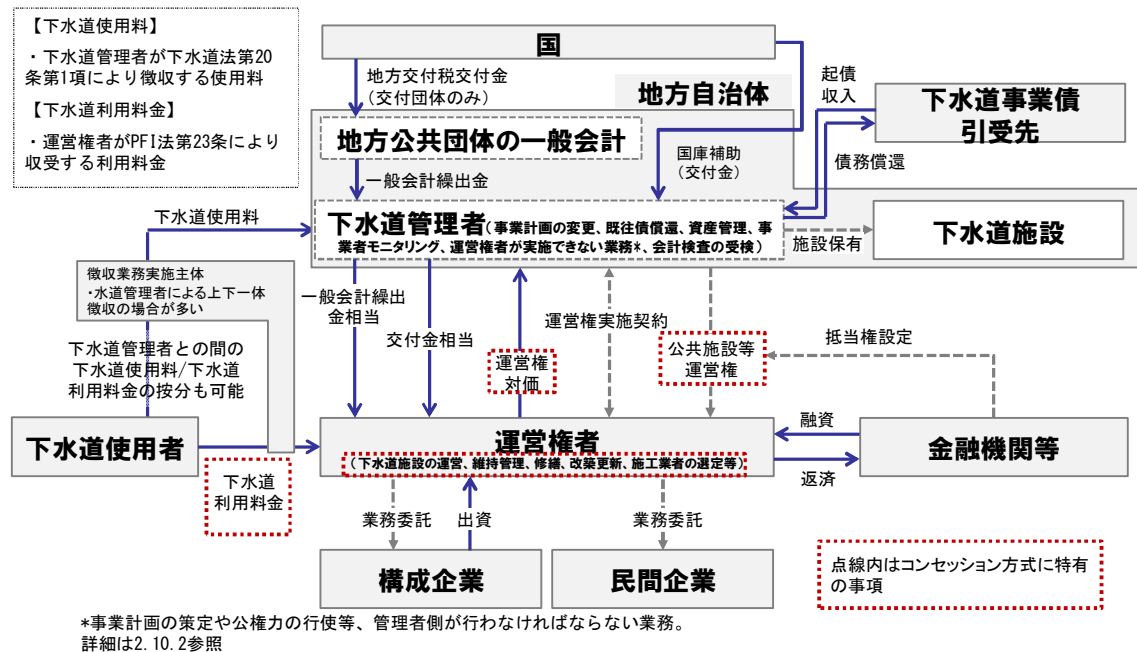 【下水道使用料】
・下水道管理者が下水道法第20
条第1項により徴収する使用料
【下水道利用料金】
・運営権者がPFI法第23条により
収受する利用料金
国
地方交付税交付金
(交付団体のみ)
地方自治体
起債
収入
下水道事業債
引受先
地方公共団体の一般会計
国庫補助
(交付金)
債務償還
一般会計繰出金
下水道使用料
下水道管理者(事業計画の変更、既往債償還、資産管理、事
業者モニタリング、運営権者が実施できない業務*、会計検査の受検)
施設保有
下水道施設
徴収業務実施主体
・水道管理者による上下一体
徴収の場合が多い
一般会計繰出
金相当
交付金相当
運営権
対価
運営権実施契約
公共施設等
運営権
抵当権設定
下水道管理者との間の
下水道使用料/下水道
利用料金の按分も可能
下水道使用者
下水道
利用料金
運営権者
(下水道施設の運営、維持管理、修繕、改築更新、施工業者の選定等)
融資
返済
金融機関等
業務委託
出資
業務委託
構成企業
民間企業
点線内はコンセッション方式に特有
の事項
*事業計画の策定や公権力の行使等、管理者側が行わなければならない業務。
詳細は2.10.2参照